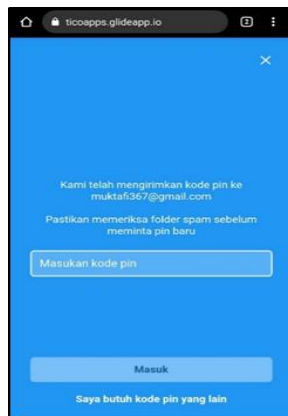 ticoapps.glideapp.io
2
Kami telah mengirimkan kode pin ke
muktafi367@gmail.com
Pastikan memeriksa folder spam sebelum
meminta pin baru
Masukan kode pin
Masuk
Saya butuh kode pin yang lain